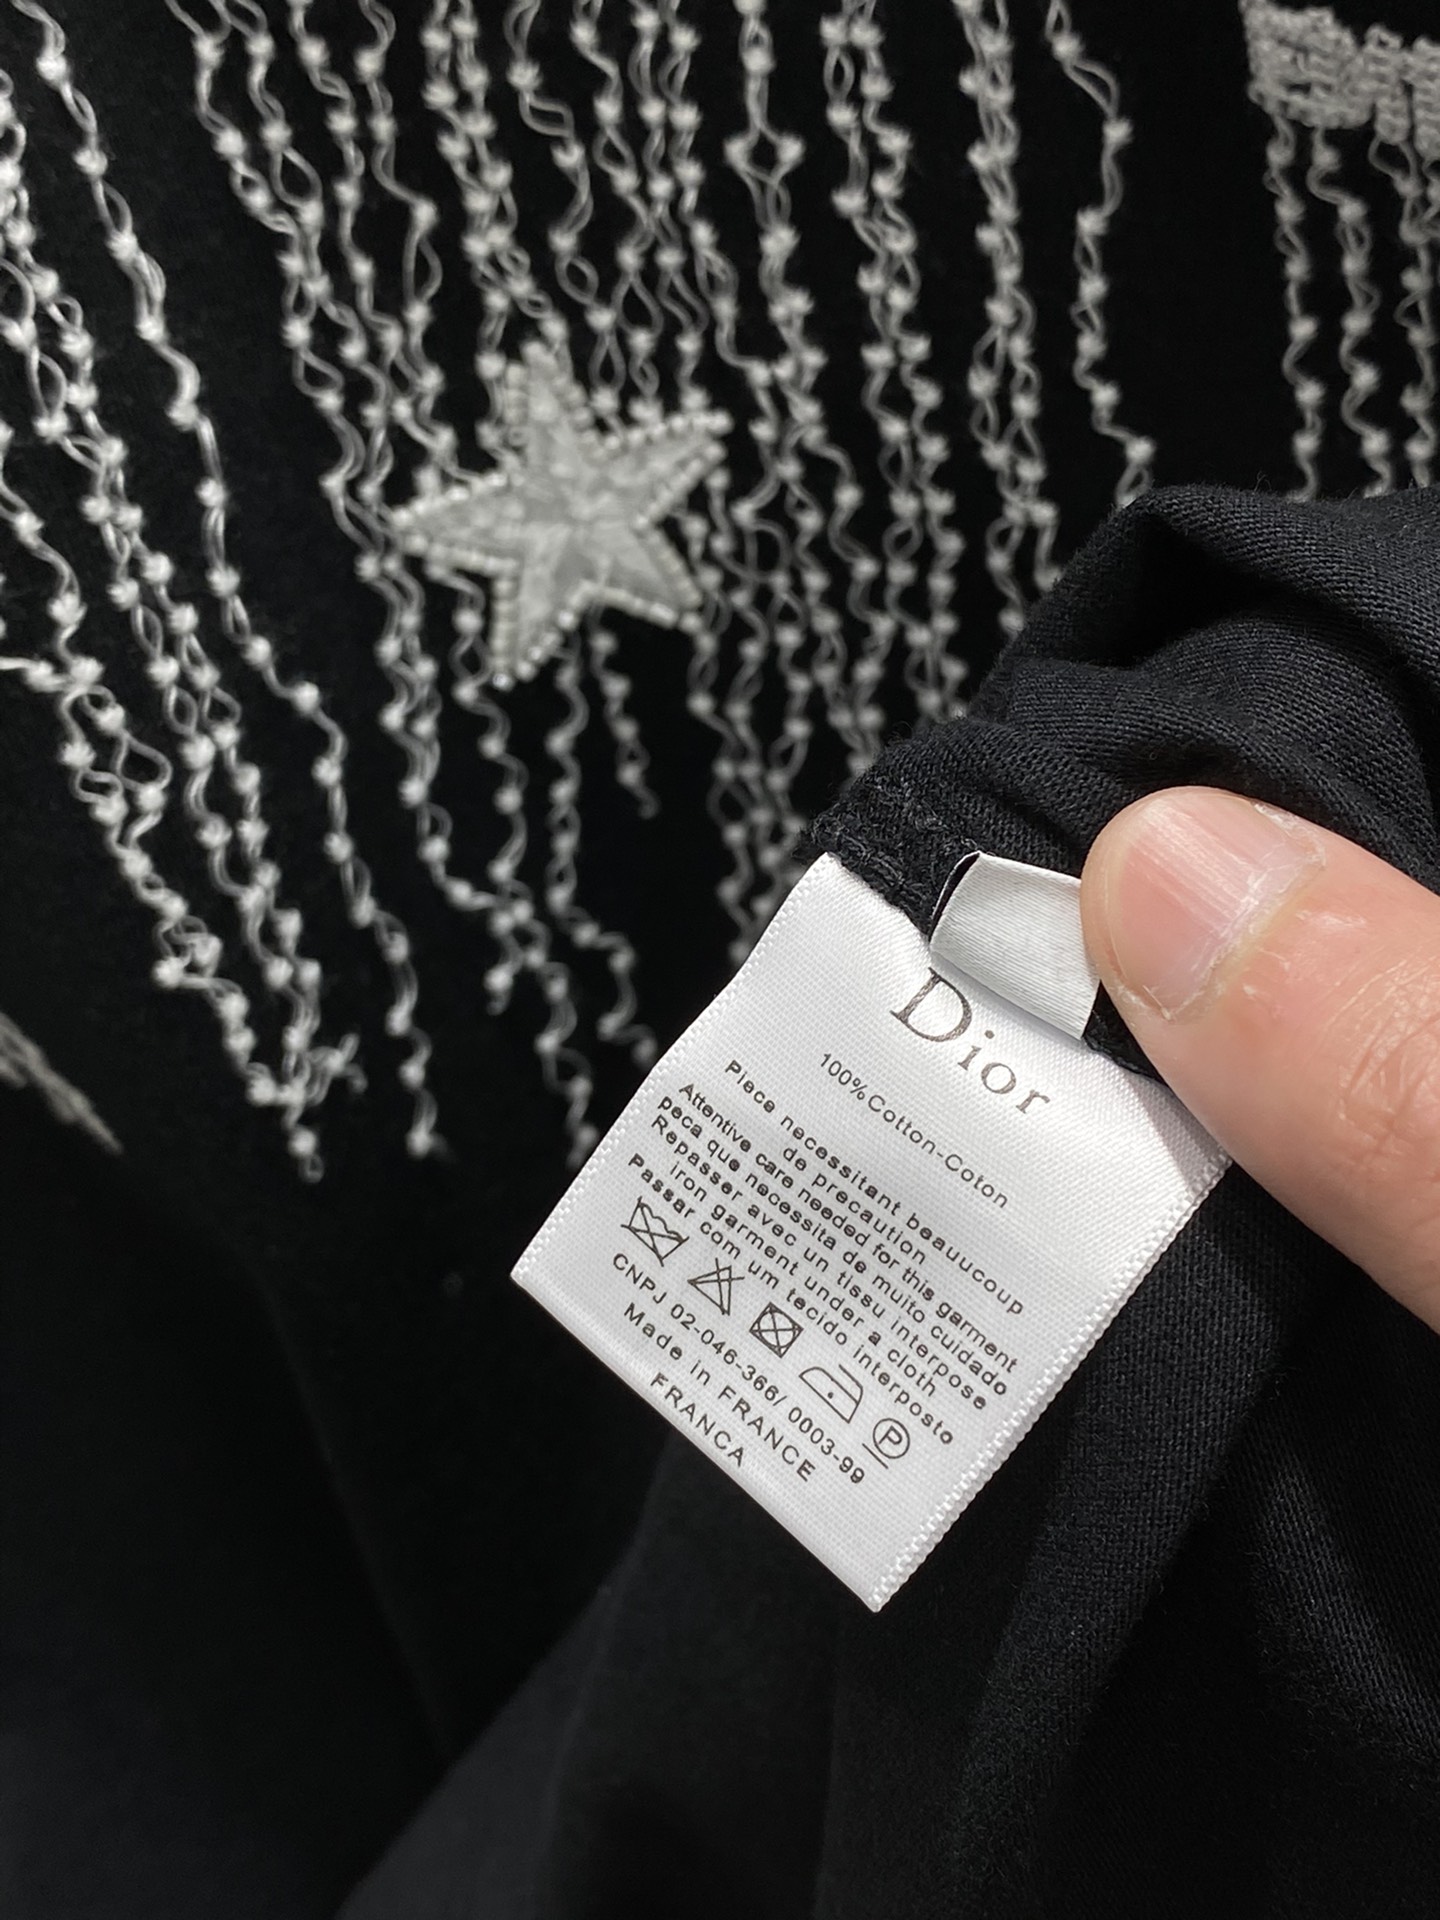 Dior
100%Cotton-Coton
Piece necessitant beaucoup
de precaution
Attentive care needed for this garment
peca que necessita de muito cuidado
Repasser avec un tissu interpose
iron garment under a cloth
Passar com um tecido interposto
P
CNPJ 02-046-366/ 0003-99
Made in FRANCE
FRANCA